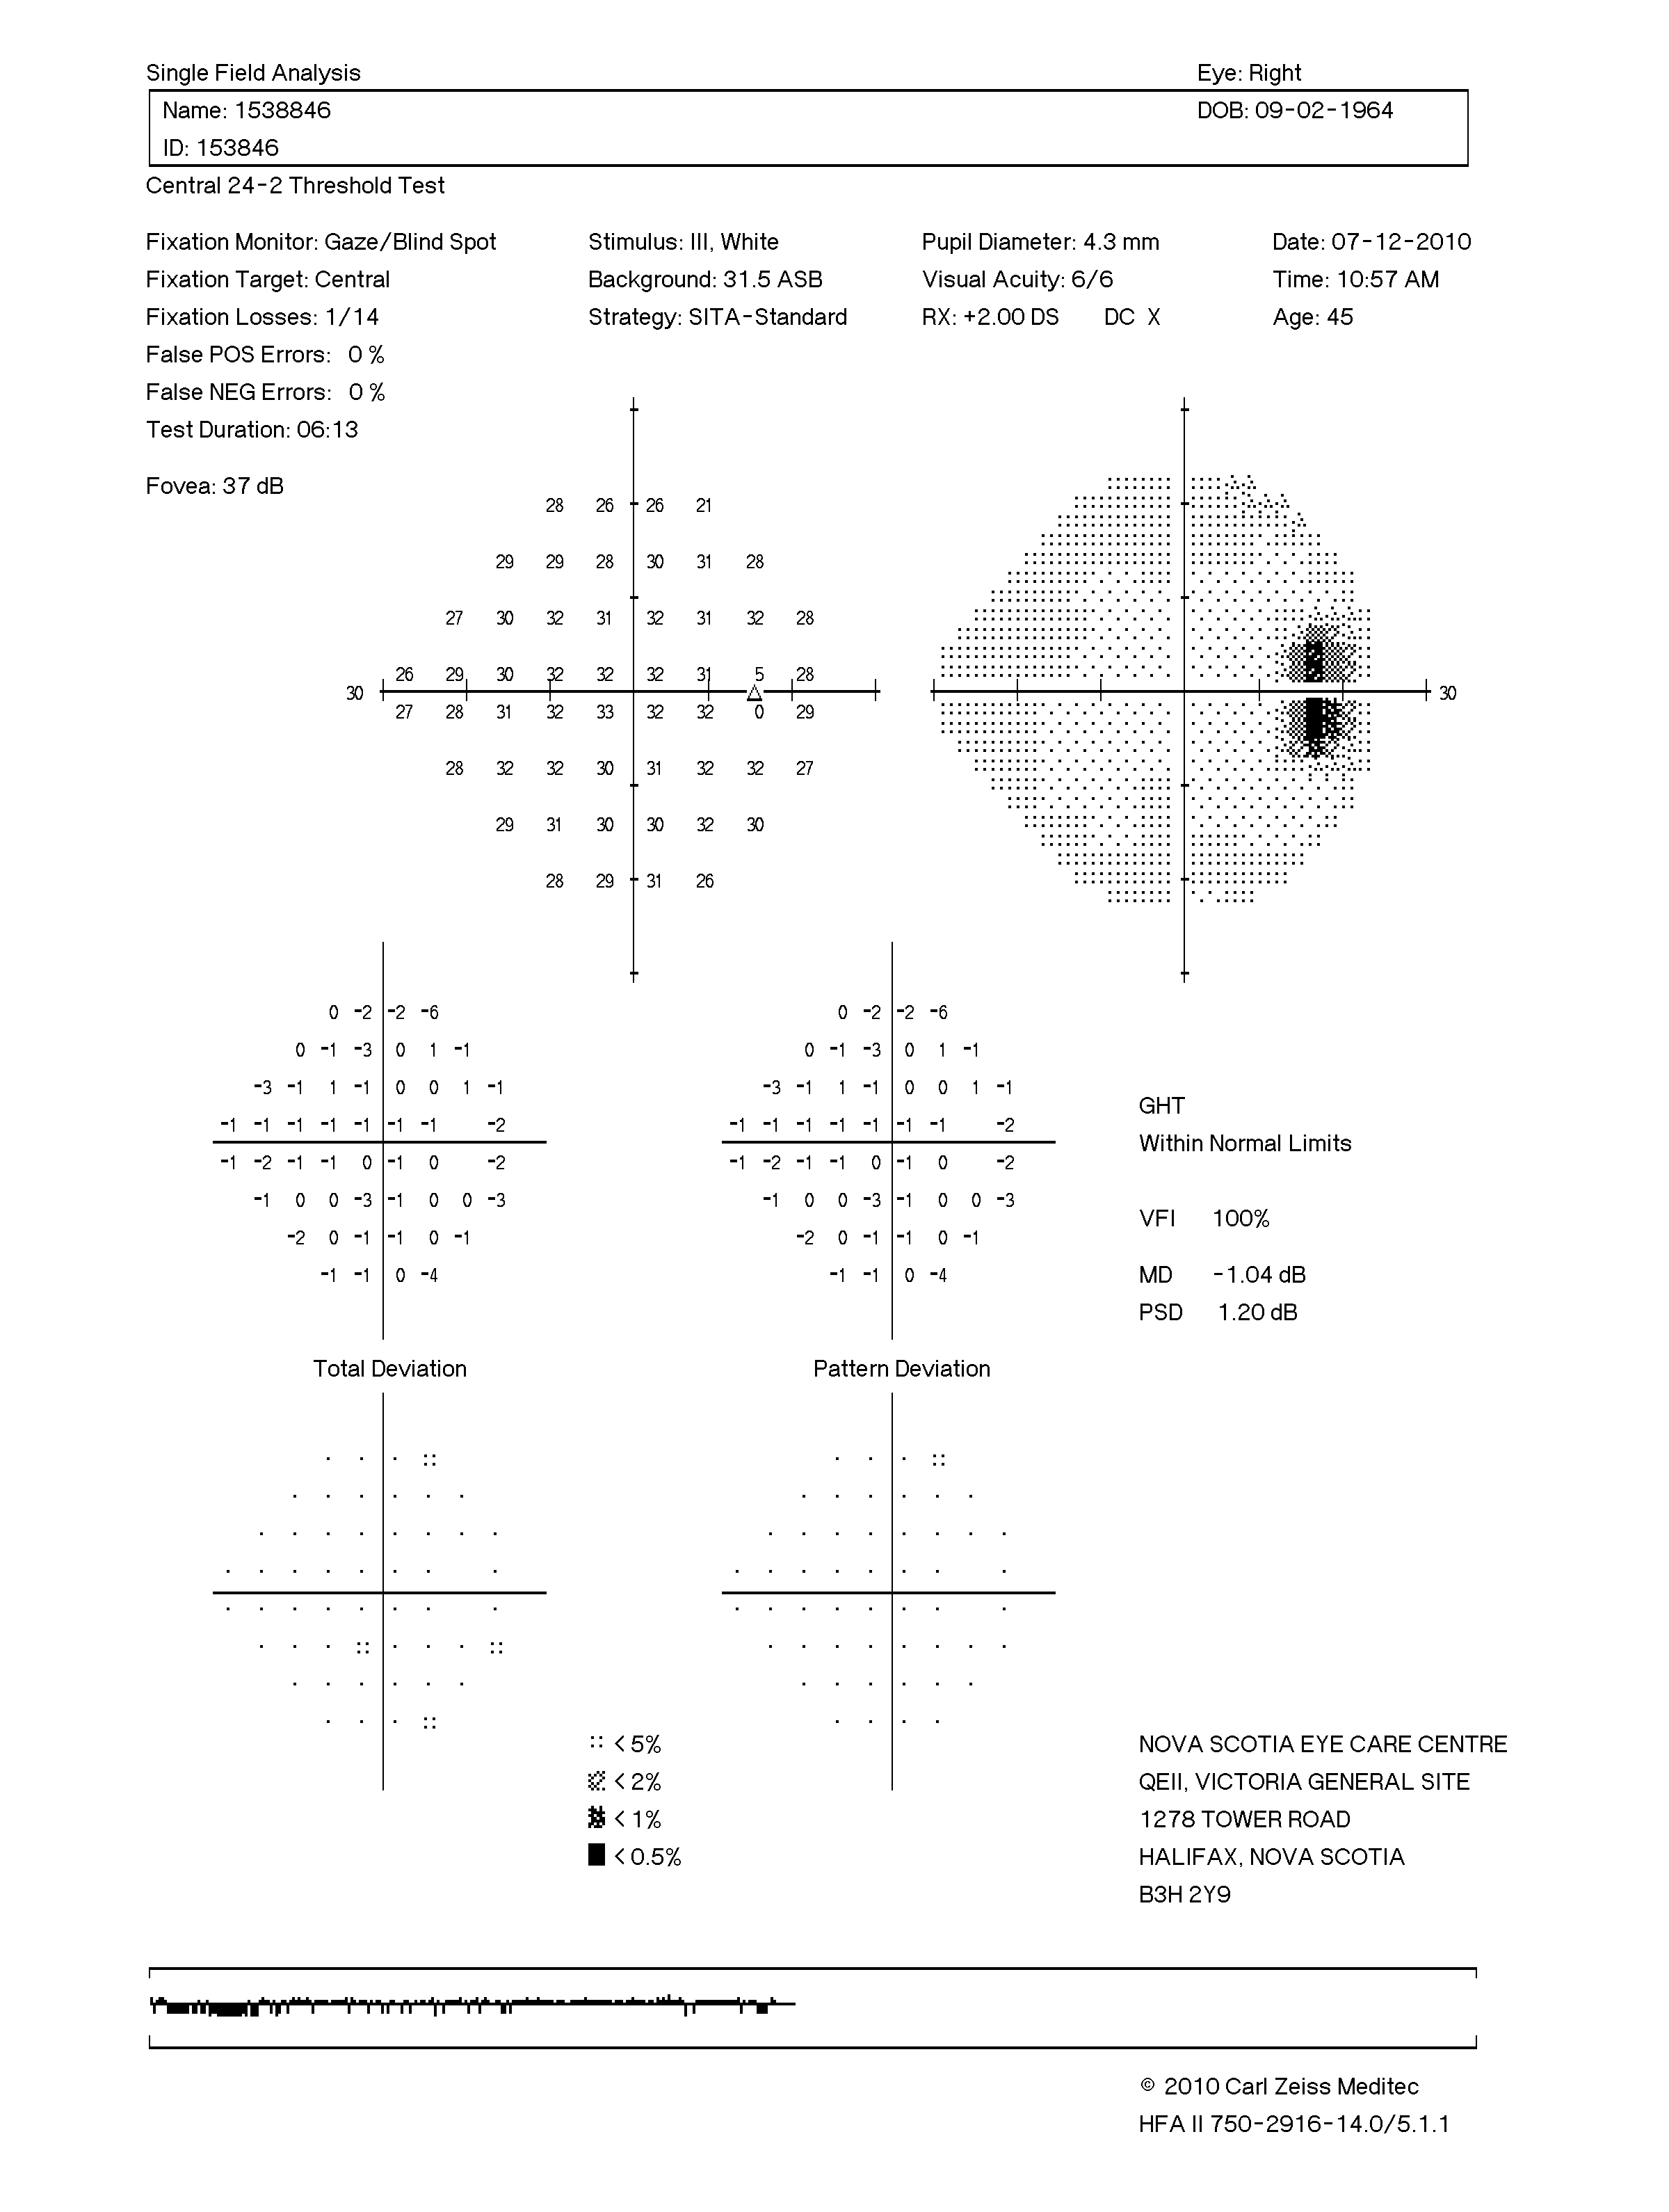 Single Field Analysis Eye: Right
Name: 1538846 DOB: 09-02-1964
ID: 153846
Central 24-2 Threshold Test
Fixation Monitor: Gaze/Blind Spot Stimulus: III, White Pupil Diameter: 4.3 mm Date: 07-12-2010
Fixation Target: Central Background: 31.5 ASB Visual Acuity: 6/6 Time: 10:57 AM
Fixation Losses: 1/14 Strategy: SITA-Standard RX: +2.00 DS DC X Age: 45
False POS Errors: 0 %
False NEG Errors: 0 %
Test Duration: 06:13
Fovea: 37 dB
28 26 26 21
29 29 28 30 31 28
27 30 32 31 32 31 32 28
26 29 30 32 32 32 31 5 28
30 30
27 28 31 32 33 32 32 0 29
28 32 32 30 31 32 32 27
29 31 30 30 32 30
28 29 31 26
0 -2 -2 -6 0 -2 -2 -6
0 -1 -3 0 1 -1 0 -1 -3 0 1 -1
-3 -1 1 -1 0 0 1 -1 -3 -1 1 -1 0 0 1 -1
GHT
-1 -1 -1 -1 -1 -1 -1 -2 -1 -1 -1 -1 -1 -1 -1 -2
Within Normal Limits
-1 -2 -1 -1 0 -1 0 -2 -1 -2 -1 -1 0 -1 0 -2
-1 0 0 -3 -1 0 0 -3 -1 0 0 -3 -1 0 0 -3
VFI 100%
-2 0 -1 -1 0 -1 -2 0 -1 -1 0 -1
-1 -1 0 -4 -1 -1 0 -4 MD -1.04 dB
PSD 1.20 dB
Total Deviation Pattern Deviation
< 5% NOVA SCOTIA EYE CARE CENTRE
< 2% QEII, VICTORIA GENERAL SITE
< 1% 1278 TOWER ROAD
< 0.5% HALIFAX, NOVA SCOTIA
B3H 2Y9
© 2010 Carl Zeiss Meditec
HFA II 750-2916-14.0/5.1.1